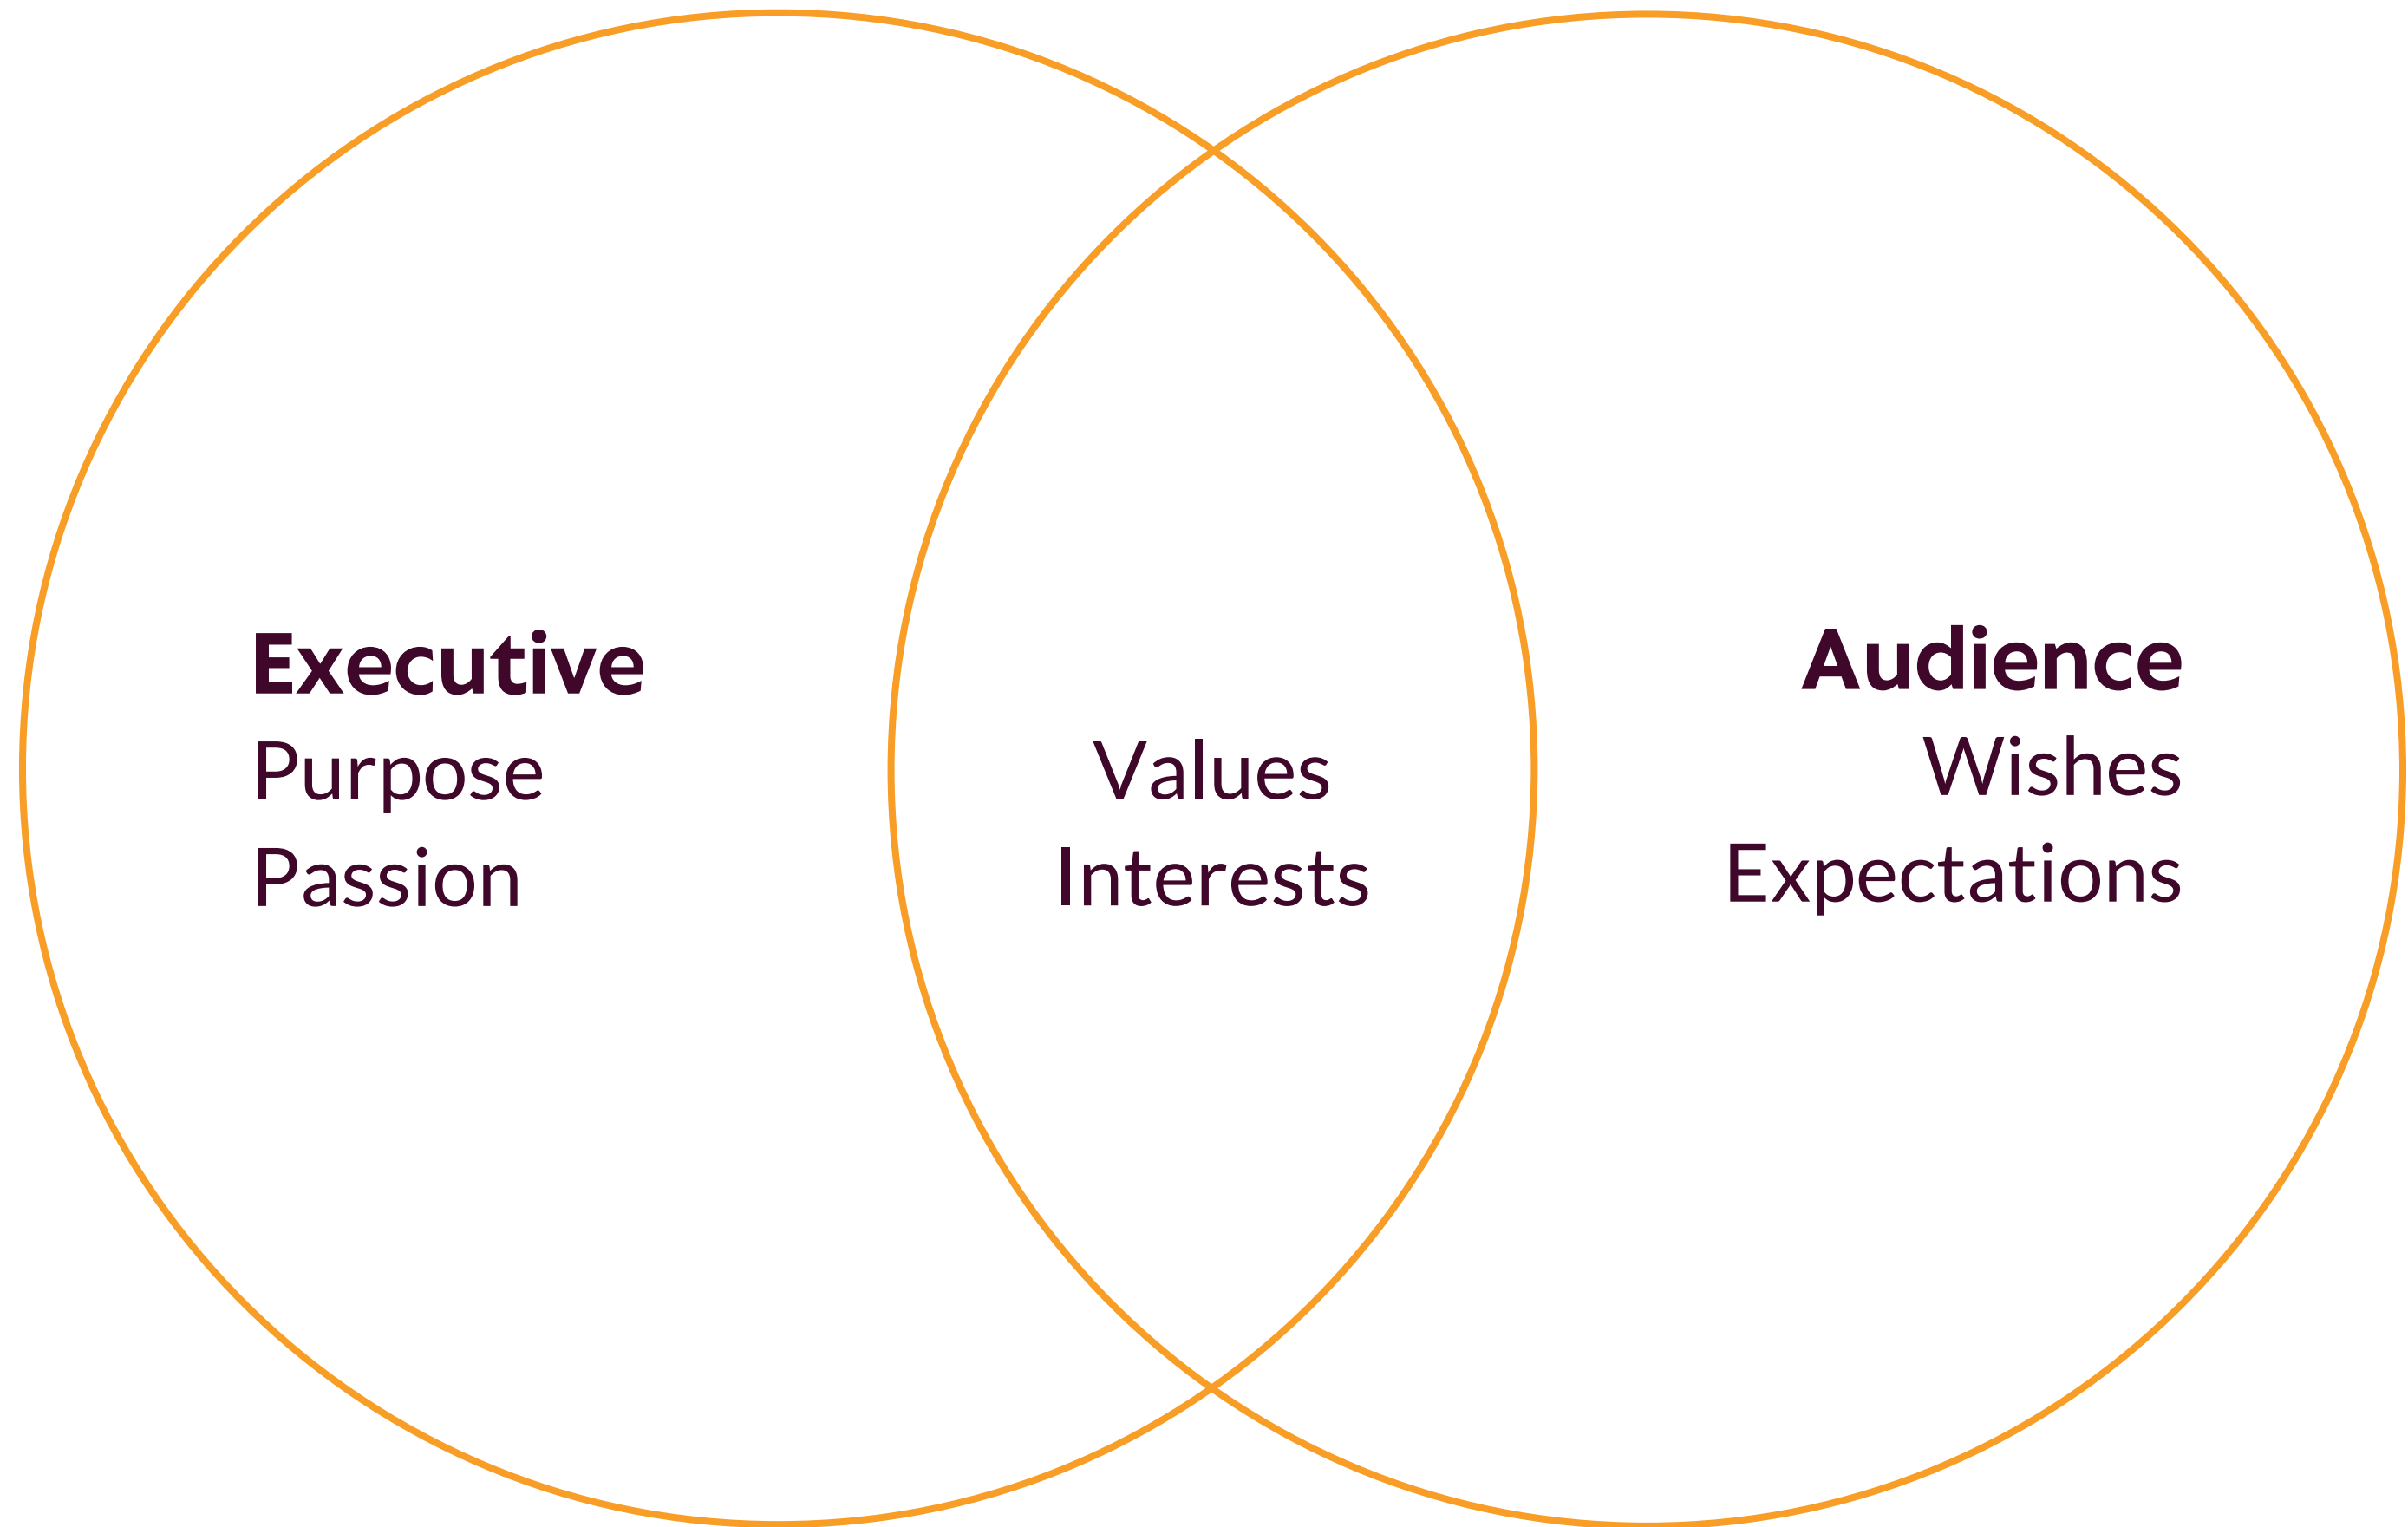 Executive
Purpose
Passion
Values
Interests
Audience
Wishes
Expectations